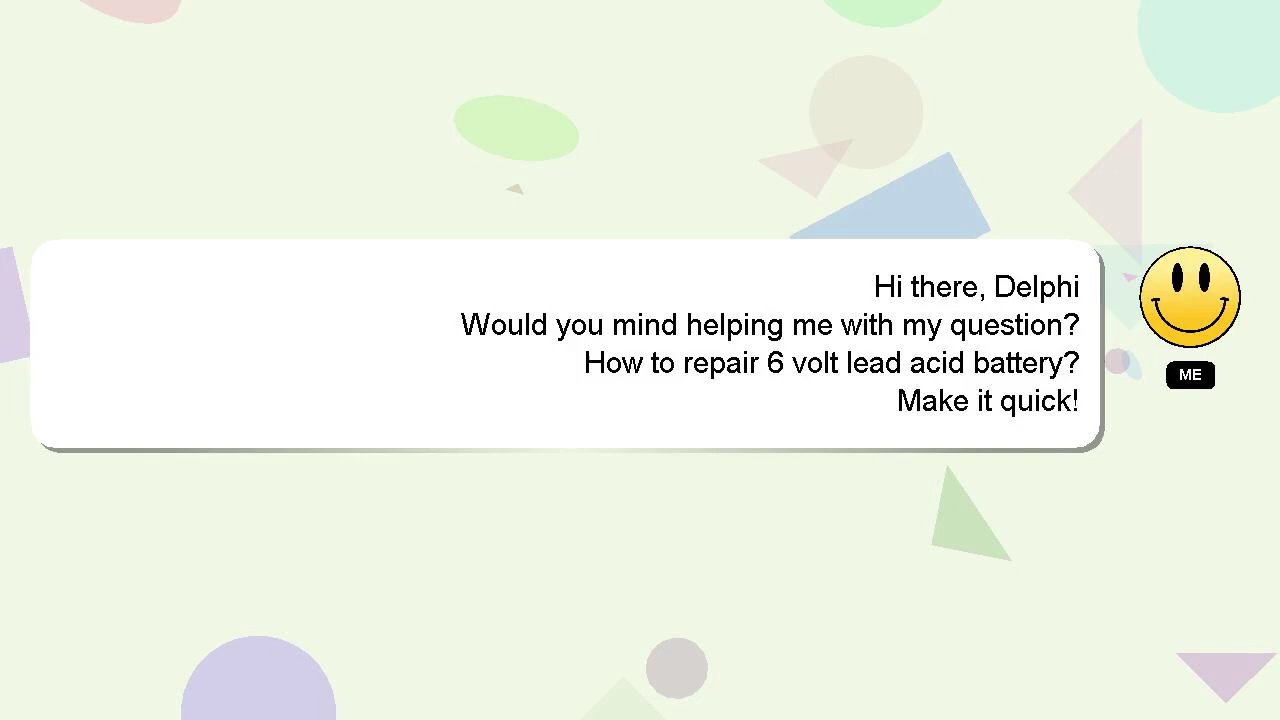 Hi there, Delphi
Would you mind helping me with my question?
How to repair 6 volt lead acid battery?
Make it quick!
ME